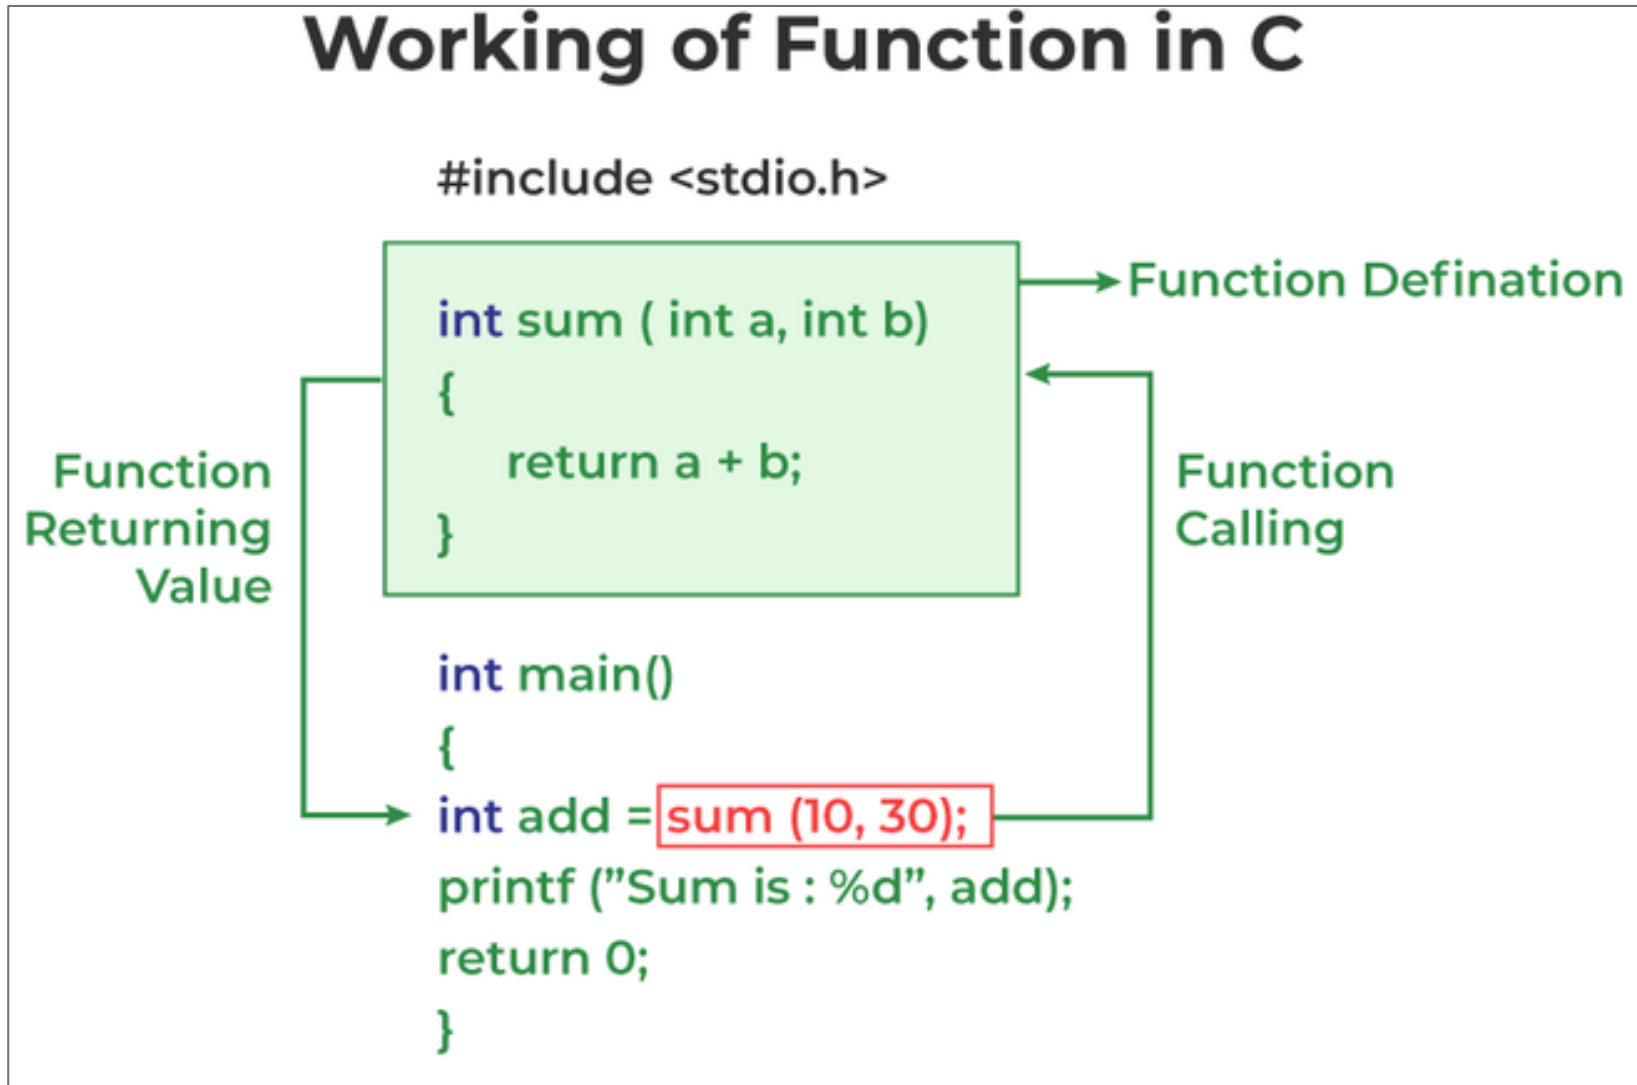 Working of Function in C
#include <stdio.h>
int sum ( int a, int b)
{
return a + b;
}
Function Defination
Function
Calling
Function
Returning
Value
int main()
{
int add = sum (10, 30);
printf (”Sum is : %d”, add);
return 0;
}